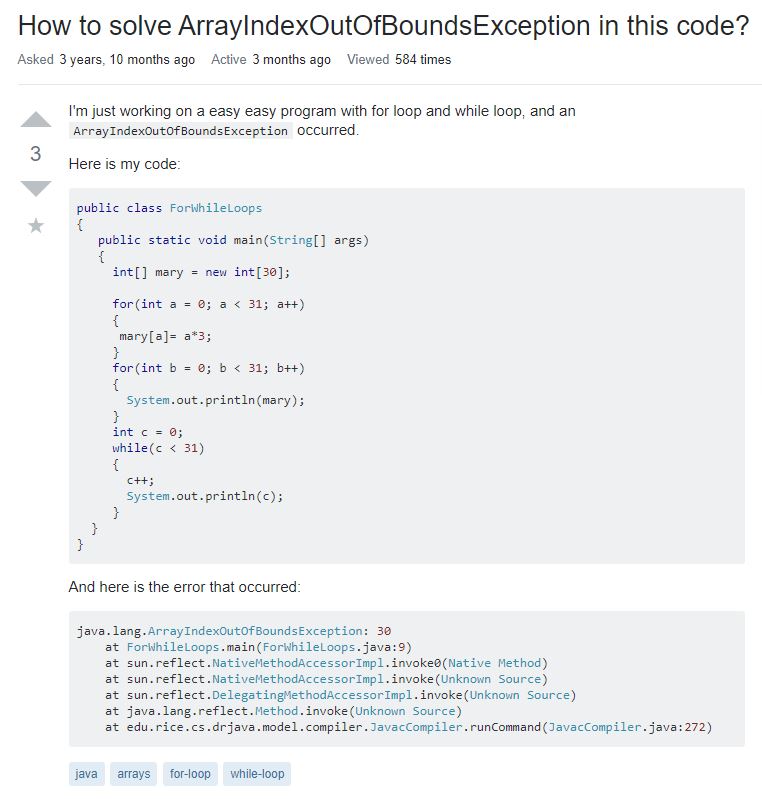 How to solve ArrayIndexOutOfBoundsException in this code?
Asked 3 years, 10 months ago Active 3 months ago Viewed 584 times
I'm just working on a easy easy program with for loop and while loop, and an
ArrayIndexOutOfBoundsException occurred.
3
Here is my code:
public class ForWhileLoops
{
public static void main(String[] args)
{
int[] mary = new int[30];
for(int a = 0; a < 31; a++)
{
mary[a]= a*3;
}
for(int b = 0; b < 31; b++)
{
System.out.println(mary);
}
int c = 0;
while(c < 31)
{
c++;
System.out.println(c);
}
}
}
And here is the error that occurred:
java.lang.ArrayIndexOutOfBoundsException: 30
at ForWhileLoops.main(ForWhileLoops.java:9)
at sun.reflect.NativeMethodAccessorImpl.invoke0(Native Method)
at sun.reflect.NativeMethodAccessorImpl.invoke(Unknown Source)
at sun.reflect.DelegatingMethodAccessorImpl.invoke(Unknown Source)
at java.lang.reflect.Method.invoke(Unknown Source)
at edu.rice.cs.drjava.model.compiler.JavacCompiler.runCommand(JavacCompiler.java:272)
java arrays for-loop while-loop